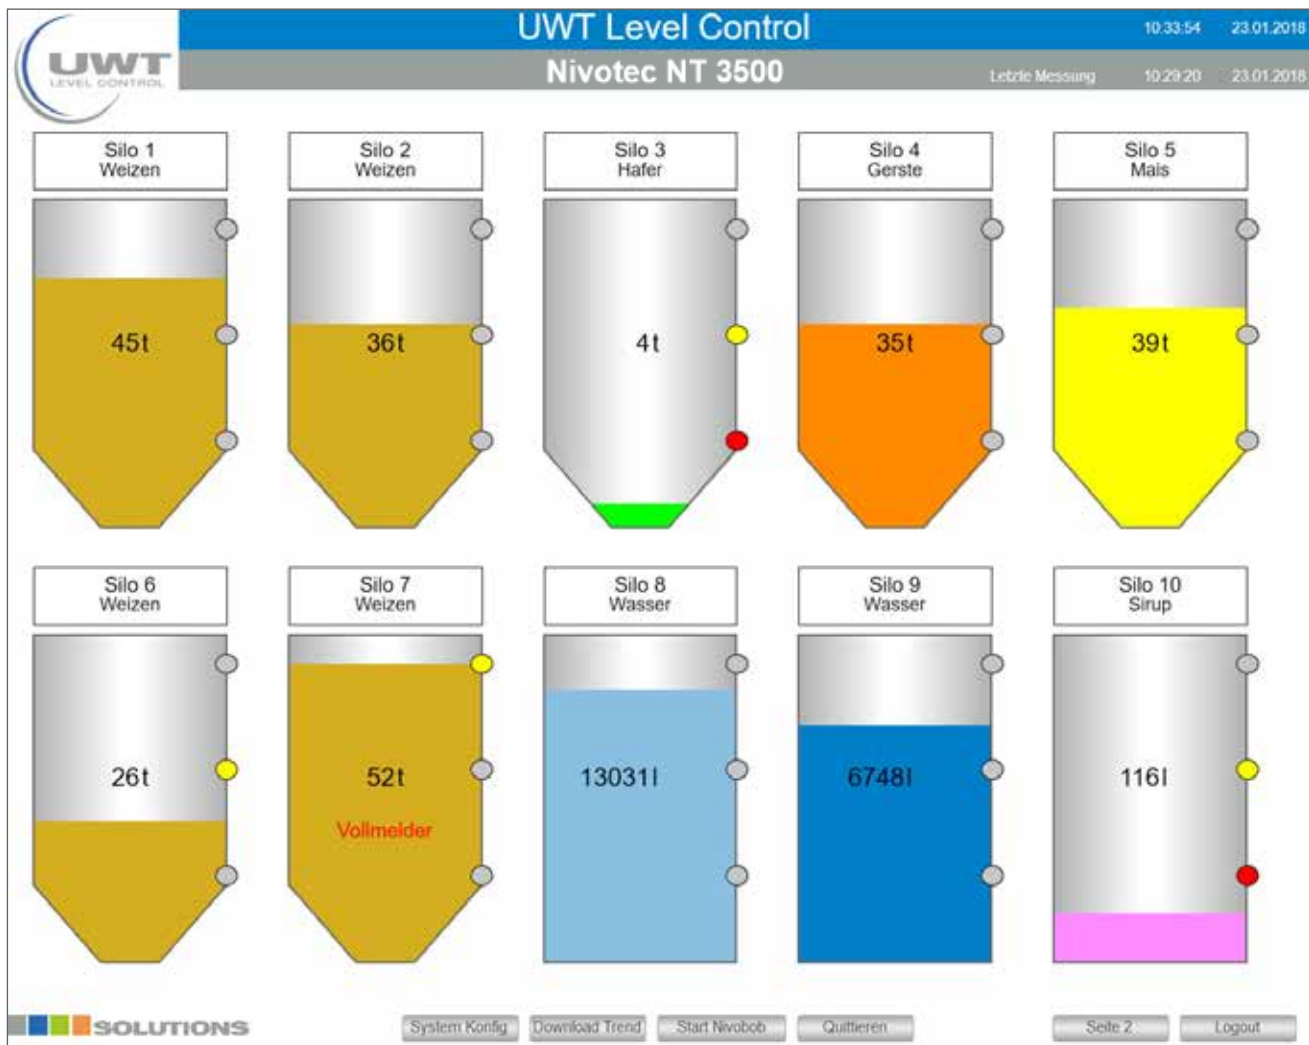 UWT Level Control
10:33:54 23.01.2018
UWT
LEVEL CONTROL
Nivotec NT 3500
Letzte Messung 10:29:20 23.01.2018
Silo 1
Weizen
Silo 2
Weizen
Silo 3
Hafer
Silo 4
Gerste
Silo 5
Mais
45t
36t
4t
35t
39t
Silo 6
Weizen
Silo 7
Weizen
Silo 8
Wasser
Silo 9
Wasser
Silo 10
Sirup
26t
52t
Vollmelder
13031l
6748l
116l
SOLUTIONS
System Konfig
Download Trend
Start Nivobob
Quittieren
Seite 2
Logout